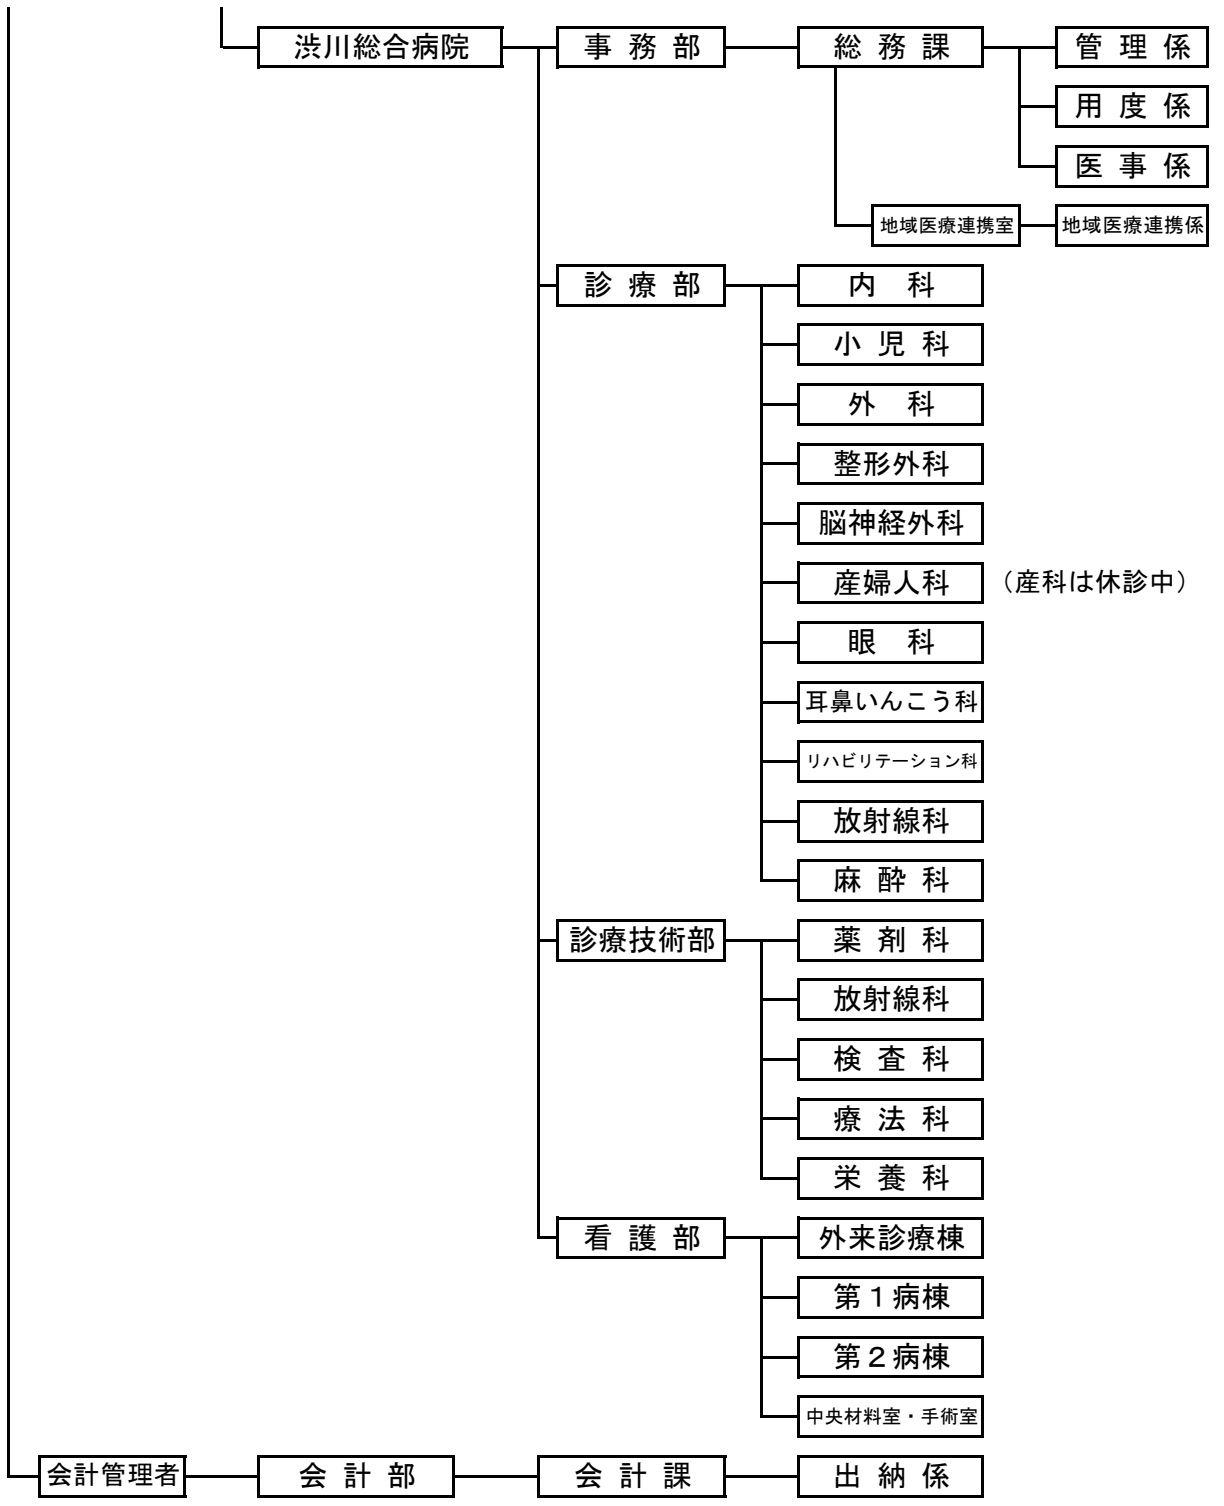 渋川総合病院 事務部 総務課 管理係
用度係
医事係
地域医療連携室 地域医療連携係
診療部 内科
小児科
外科
整形外科
脳神経外科
産婦人科 （産科は休診中）
眼科
耳鼻いんこう科
リハビリテーション科
放射線科
麻酔科
診療技術部 薬剤科
放射線科
検査科
療法科
栄養科
看護部 外来診療棟
第１病棟
第２病棟
中央材料室・手術室
会計管理者 会計部 会計課 出納係